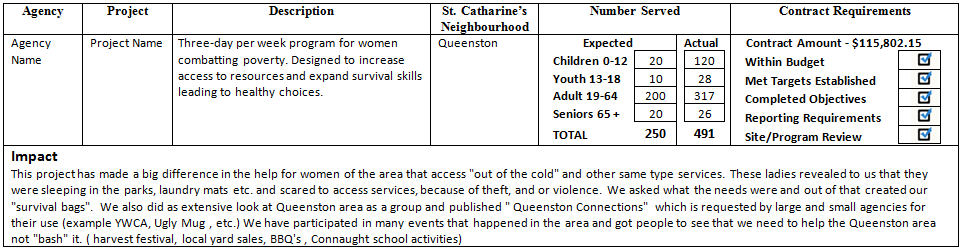 Agency Project Description St. Catharine's Neighbourhood Number Served Contract Requirements
Agency Name
Project Name
Three-day per week program for women
combatting poverty. Designed to increase
access to resources and expand survival skills
leading to healthy choices.
Queenston
Expected Actual
Children 0-12 20 120
Youth 13-18 10 28
Adult 19-64 200 317
Seniors 65 + 20 26
TOTAL 250 491
Contract Amount - $115,802.15
Within Budget
Met Targets Established
Completed Objectives
Reporting Requirements
Site/Program Review
Impact
This project has made a big difference in the help for women of the area that access "out of the cold" and other same type services. These ladies revealed to us that they
were sleeping in the parks, laundry mats etc. and scared to access services, because of theft, and or violence. We asked what the needs were and out of that created our
"survival bags". We also did as extensive look at Queenston area as a group and published " Queenston Connections" which is requested by large and small agencies for
their use (example YWCA, Ugly Mug , etc.) We have participated in many events that happened in the area and got people to see that we need to help the Queenston area
not "bash" it. ( harvest festival, local yard sales, BBQ's , Connaught school activities)